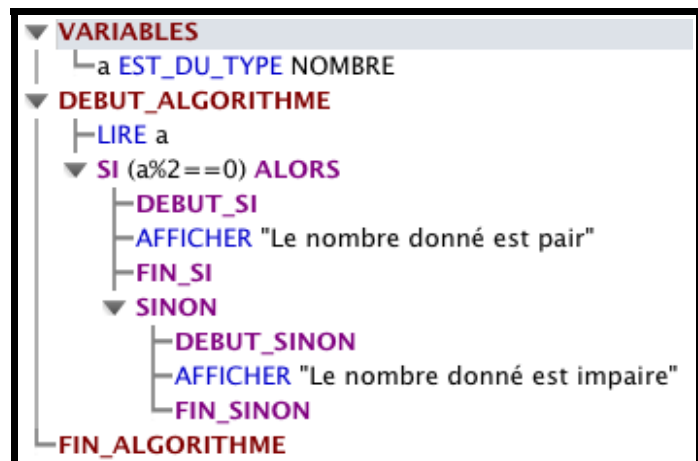 VARIABLES
a EST_DU_TYPE NOMBRE
DEBUT_ALGORITHME
LIRE a
SI (a%2==0) ALORS
DEBUT_SI
AFFICHER "Le nombre donné est pair"
FIN_SI
SINON
DEBUT_SINON
AFFICHER "Le nombre donné est impaire"
FIN_SINON
FIN_ALGORITHME